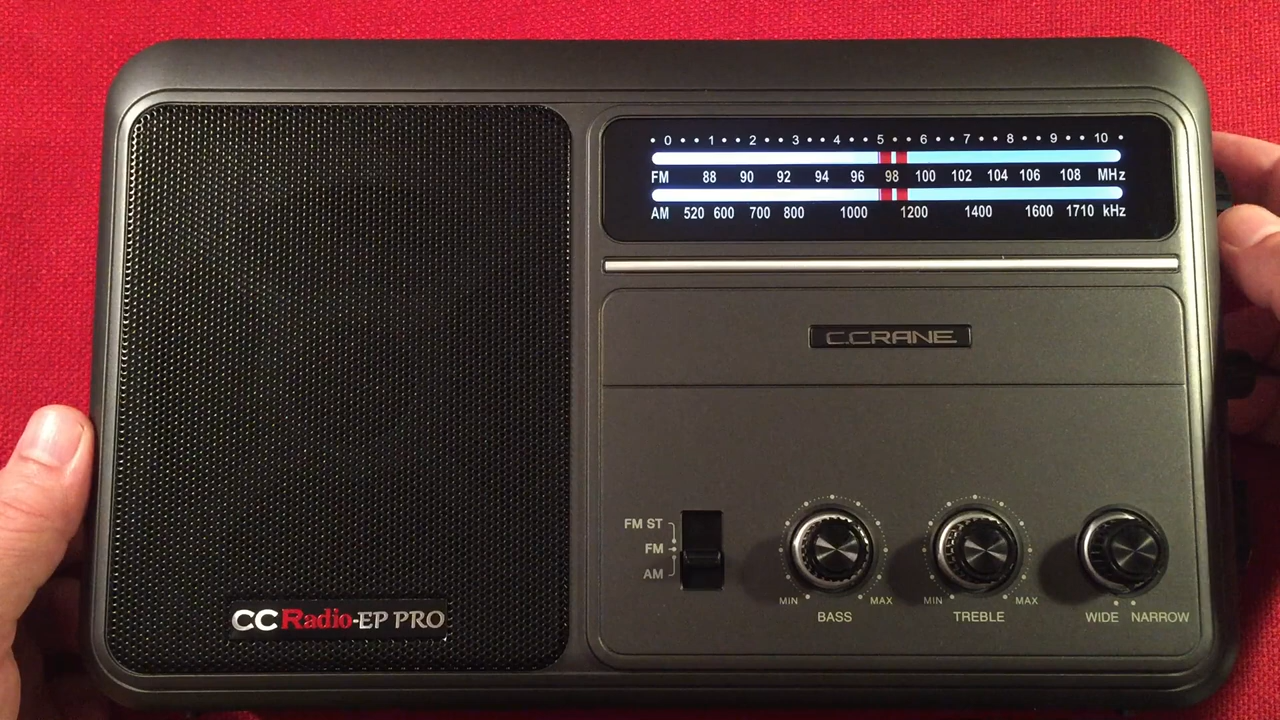 0 1 2 3 4 5 6 7 8 9 10
FM 88 90 92 94 96 98 100 102 104 106 108 MHz
AM 520 600 700 800 1000 1200 1400 1600 1710 kHz
C.CRANE
FM ST
FM
AM
MIN MAX
BASS
MIN MAX
TREBLE
WIDE NARROW
CCRadio-EP PRO